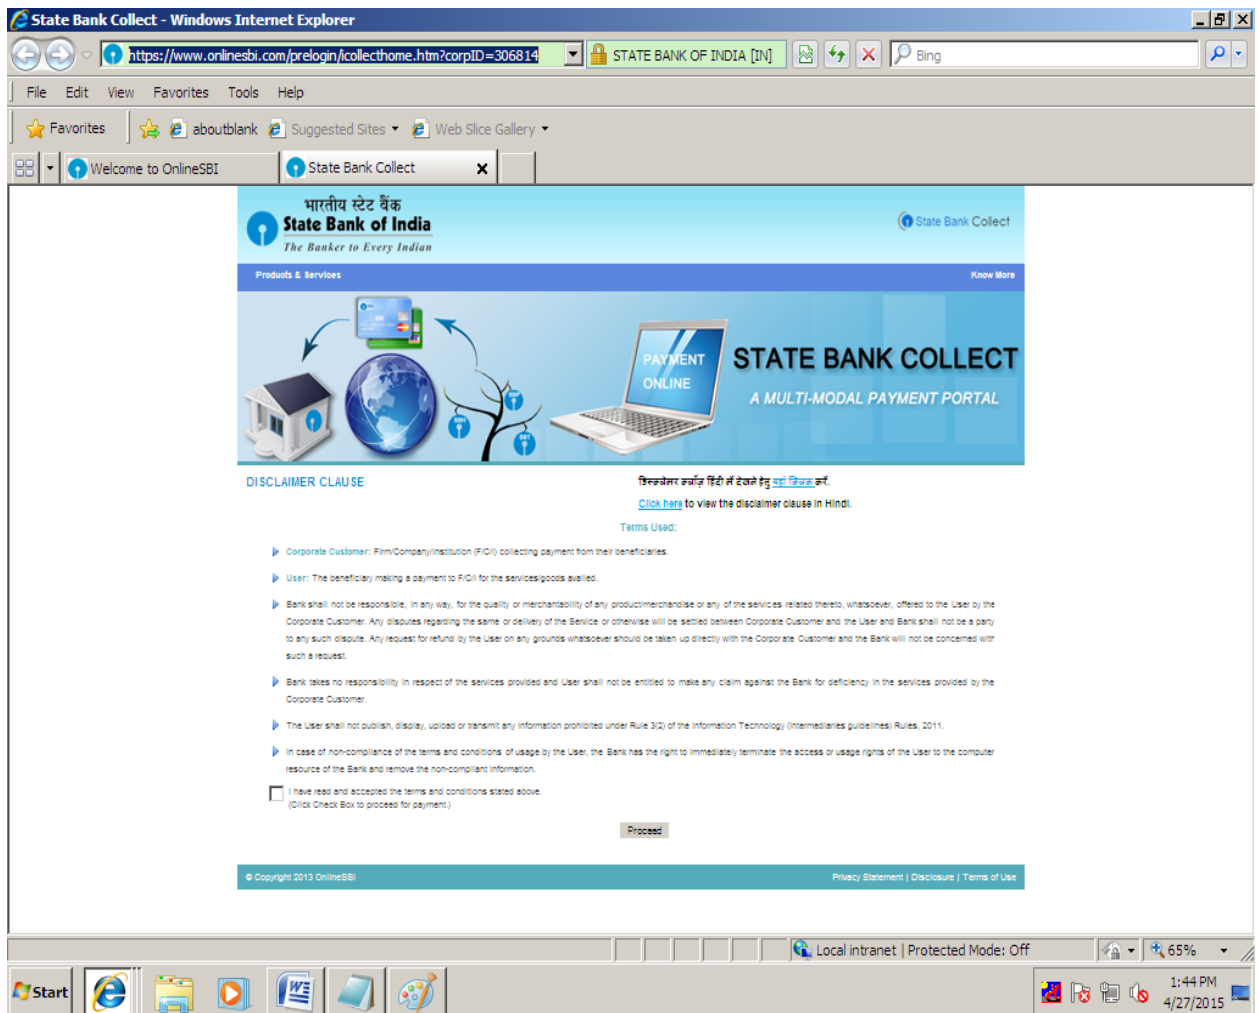 State Bank Collect - Windows Internet Explorer
https://www.onlinesbi.com/prelogin/icollecthome.htm?corpID=306814 STATE BANK OF INDIA [IN] Bing
File Edit View Favorites Tools Help
Favorites aboutblank Suggested Sites Web Slice Gallery
Welcome to OnlineSBI State Bank Collect
भारतीय स्टेट बैंक
State Bank of India
The Banker to Every Indian
State Bank Collect
Products & Services Know More
PAYMENT
ONLINE
STATE BANK COLLECT
A MULTI-MODAL PAYMENT PORTAL
SBH
SBP
SBT
DISCLAIMER CLAUSE
डिस्क्लेमर क्लॉज़ हिंदी में देखने हेतु यहां क्लिक करें.
Click here to view the disclaimer clause in Hindi.
Terms Used:
Corporate Customer: Firm/Company/Institution (F/C/I) collecting payment from their beneficiaries.
User: The beneficiary making a payment to F/C/I for the services/goods availed.
Bank shall not be responsible, in any way, for the quality or merchantability of any product/merchandise or any of the services related thereto, whatsoever, offered to the User by the
Corporate Customer. Any disputes regarding the same or delivery of the Service or otherwise will be settled between Corporate Customer and the User and Bank shall not be a party
to any such dispute. Any request for refund by the User on any grounds whatsoever should be taken up directly with the Corporate Customer and the Bank will not be concerned with
such a request.
Bank takes no responsibility in respect of the services provided and User shall not be entitled to make any claim against the Bank for deficiency in the services provided by the
Corporate Customer.
The User shall not publish, display, upload or transmit any information prohibited under Rule 3(2) of the Information Technology (Intermediaries guidelines) Rules, 2011.
In case of non-compliance of the terms and conditions of usage by the User, the Bank has the right to immediately terminate the access or usage rights of the User to the computer
resource of the Bank and remove the non-compliant information.
I have read and accepted the terms and conditions stated above.
(Click Check Box to proceed for payment.)
Proceed
© Copyright 2013 OnlineSBI Privacy Statement | Disclosure | Terms of Use
Local intranet | Protected Mode: Off 65%
Start 1:44 PM
4/27/2015